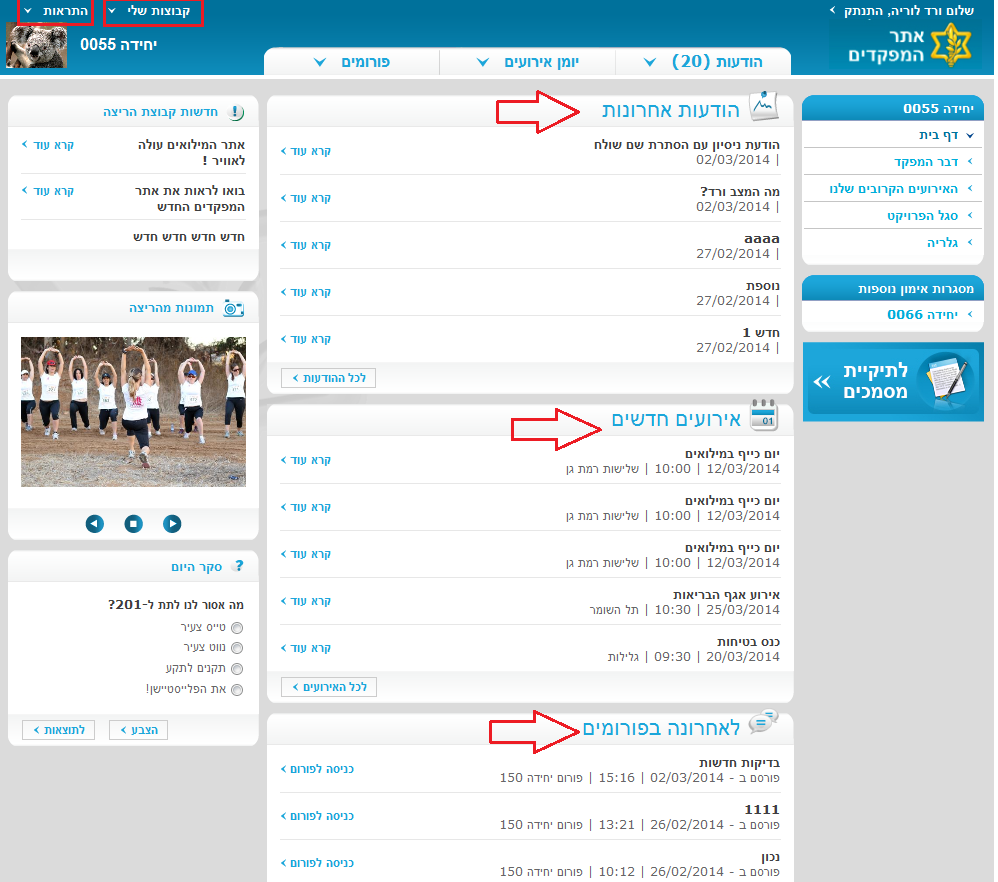 שלום ורד לוריה, התנתק
קבוצות שלי
התראות
אתר
המפקדים
יחידה 0055
הודעות (20)
יומן אירועים
פורומים
יחידה 0055
דף בית
דבר המפקד
האירועים הקרובים שלנו
סגל הפרויקט
גלריה
מסגרות אימון נוספות
יחידה 0066
לתיקיית
מסמכים
הודעות אחרונות
הודעת ניסיון עם הסתרת שם שולח
קרא עוד
| 02/03/2014
מה המצב ורד?
קרא עוד
| 02/03/2014
aaaa
קרא עוד
| 27/02/2014
נוספת
קרא עוד
| 27/02/2014
חדש 1
קרא עוד
| 27/02/2014
לכל ההודעות
אירועים חדשים
01
יום כייף במילואים
קרא עוד
12/03/2014 | 10:00 | שלישות רמת גן
יום כייף במילואים
קרא עוד
12/03/2014 | 10:00 | שלישות רמת גן
יום כייף במילואים
קרא עוד
12/03/2014 | 10:00 | שלישות רמת גן
אירוע אגף הבריאות
קרא עוד
25/03/2014 | 10:30 | תל השומר
כנס בטיחות
קרא עוד
20/03/2014 | 09:30 | גלילות
לכל האירועים
לאחרונה בפורומים
בדיקות חדשות
כניסה לפורום
פורסם ב - 02/03/2014 | 15:16 | פורום יחידה 150
1111
כניסה לפורום
פורסם ב - 26/02/2014 | 13:21 | פורום יחידה 150
נכון
כניסה לפורום
פורסם ב - 26/02/2014 | 10:12 | פורום יחידה 150
חדשות קבוצת הריצה
אתר המילואים עולה
לאוויר !
קרא עוד
בואו לראות את אתר
המפקדים החדש
קרא עוד
חדש חדש חדש חדש
תמונות מהריצה
סקר היום
מה אסור לנו לתת ל-201?
טייס צעיר
נווט צעיר
תקנים לתקע
את הפלייסטיישן!
הצבע
לתוצאות